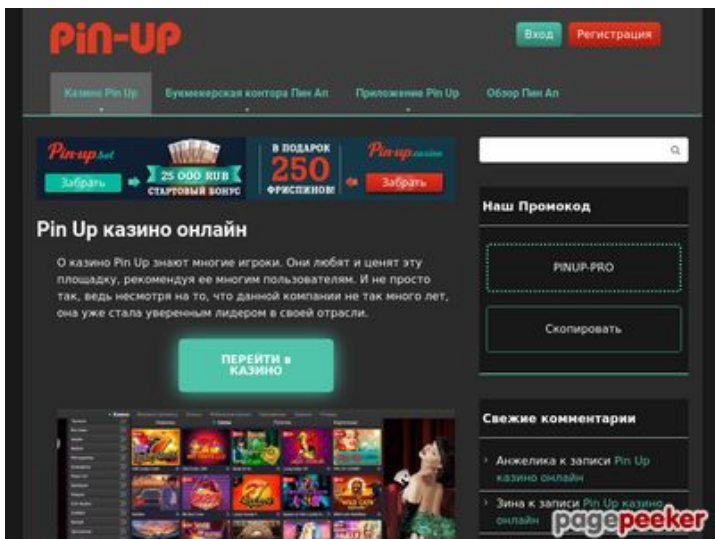 PiN-UP
Вход
Регистрация
Казино Pin Up
Букмекерская контора Пин Ап
Приложение Pin Up
Обзор Пин Ап
Pin-up.bet
Забрать
25 000 RUB
СТАРТОВЫЙ БОНУС
В ПОДАРОК
250
ФРИСПИНОВ!
Pin-up.casino
Забрать
Pin Up казино онлайн
О казино Pin Up знают многие игроки. Они любят и ценят эту
площадку, рекомендуя ее многим пользователям. И не просто
так, ведь несмотря на то, что данной компании не так много лет,
она уже стала уверенным лидером в своей отрасли.
ПЕРЕЙТИ в
КАЗИНО
Наш Промокод
PINUP-PRO
Скопировать
Свежие комментарии
Анжелика к записи Pin Up
казино онлайн
Зина к записи Pin Up казино
онлайн
pagepeeker